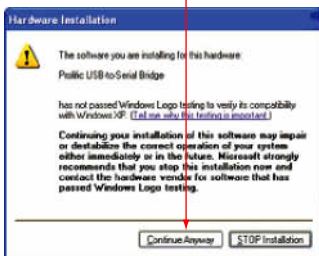 Hardware Installation
The software you are installing for this hardware:
Prolific USB-to-Serial Bridge
has not passed Windows Logo testing to verify its compatibility
with Windows XP. (Tell me why this testing is important.)
Continuing your installation of this software may impair
or destabilize the correct operation of your system
either immediately or in the future. Microsoft strongly
recommends that you stop this installation now and
contact the hardware vendor for software that has
passed Windows Logo testing.
Continue Anyway
STOP Installation